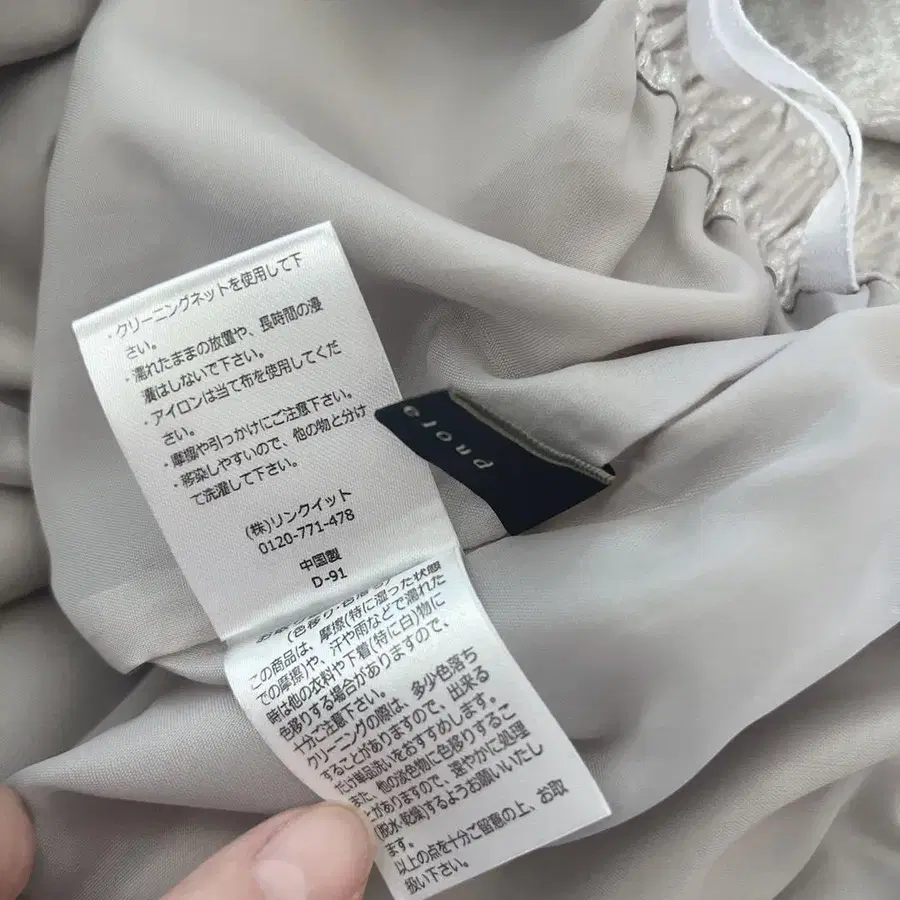 ・クリーニングネットを使用して下
さい。
・濡れたままの放置や、長時間の浸
漬はしないで下さい。
・アイロンは当て布を使用してくだ
さい。
・摩擦や引っかけにご注意下さい。
・移染しやすいので、他の物と分け
て洗濯して下さい。
(株)リンクイット
0120-771-478
中国製
D-91
(色移り・色落ち)
この商品は、摩擦(特に湿った状態
での摩擦)や、汗や雨などで濡れた
時は他の衣料や下着(特に白)物に
色移りする場合がありますので、
十分ご注意下さい。
クリーニングの際は、多少色落ち
することがありますので、出来る
だけ単品洗いをおすすめします。
また、他の淡色物に色移りするこ
とがありますので、速やかに処理
(脱水・乾燥)するようお願いいたし
ます。
以上の点を十分ご留意の上、お取
扱い下さい。